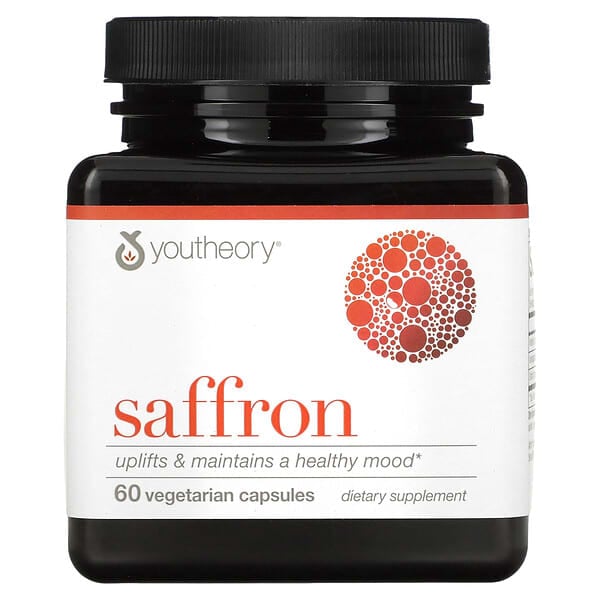 youtheory®
saffron
uplifts & maintains a healthy mood*
60 vegetarian capsules
dietary supplement